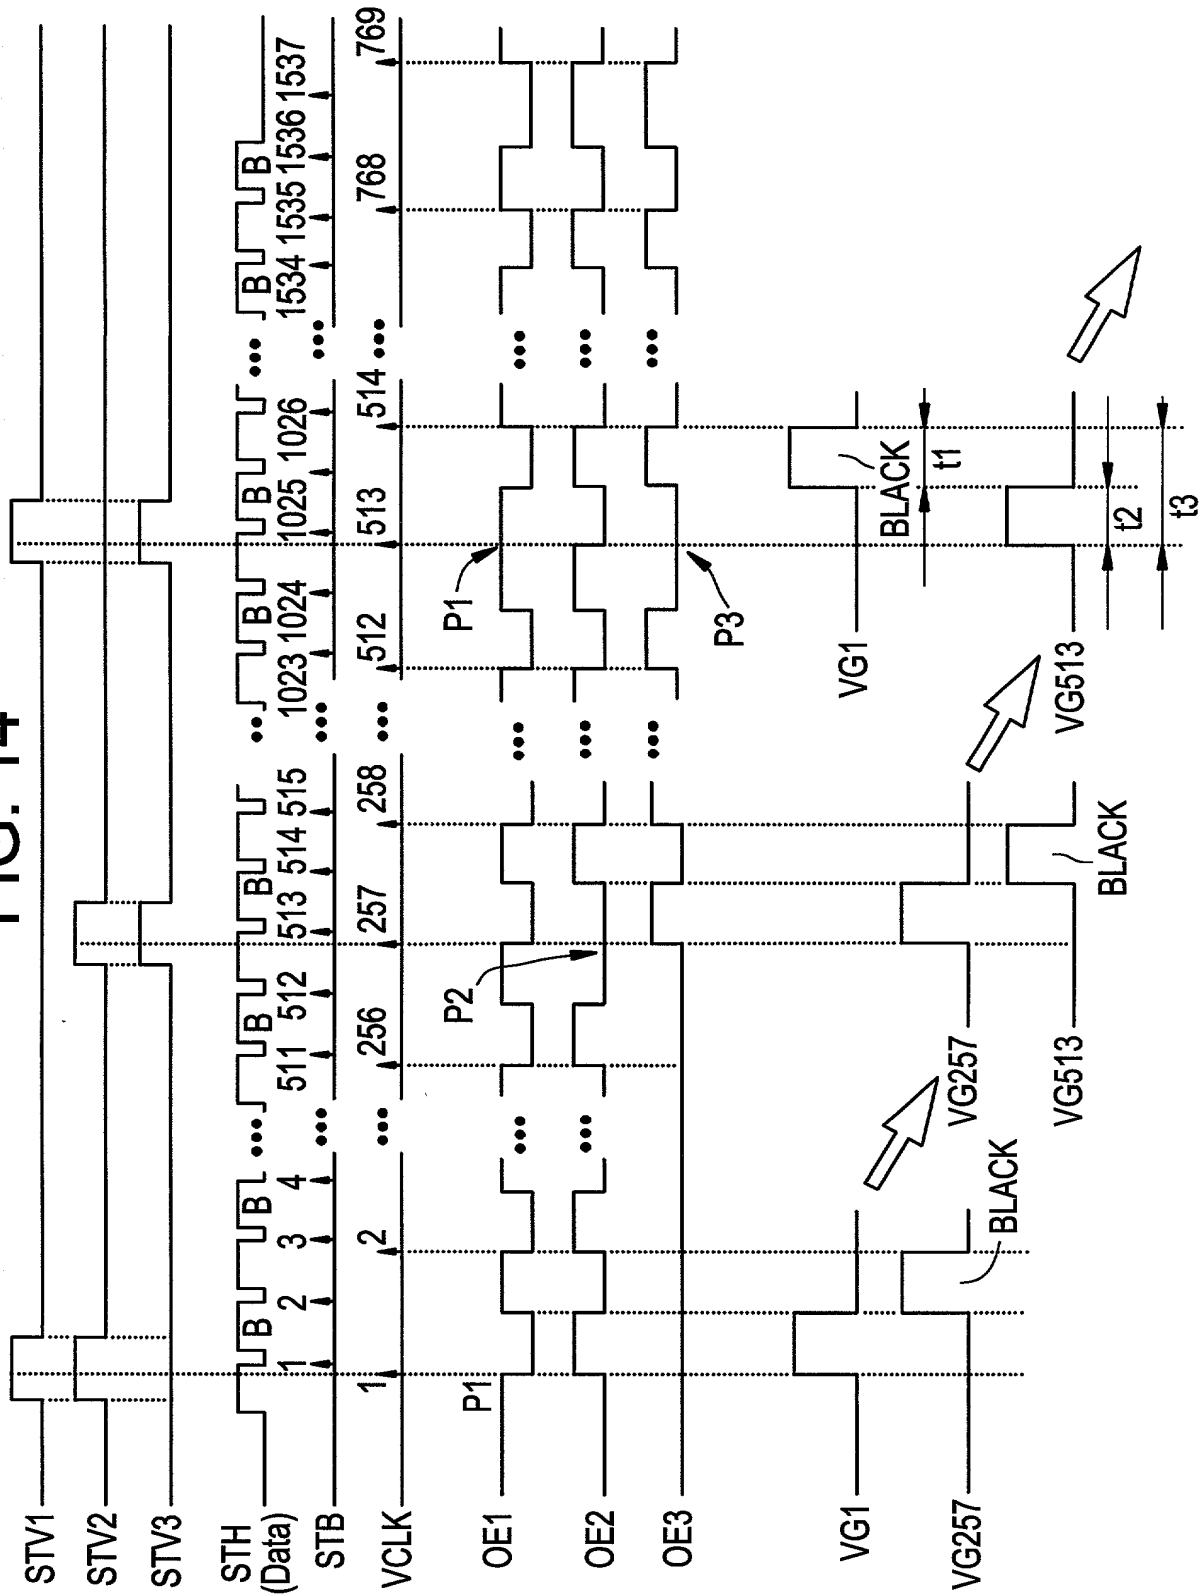 FIG. 14
STV1
STV2
STV3
STH
(Data)
B B B B B B B B B
STB
1 2 3 4 511 512 513 514 515 1023 1024 1025 1026 1534 1535 1536 1537
VCLK
1 2 256 257 258 512 513 514 768 769
P1 P2 P1
OE1
OE2
OE3
P3
VG1 VG1
BLACK
t1
VG257 VG257
BLACK
VG513 VG513
BLACK
t2
t3